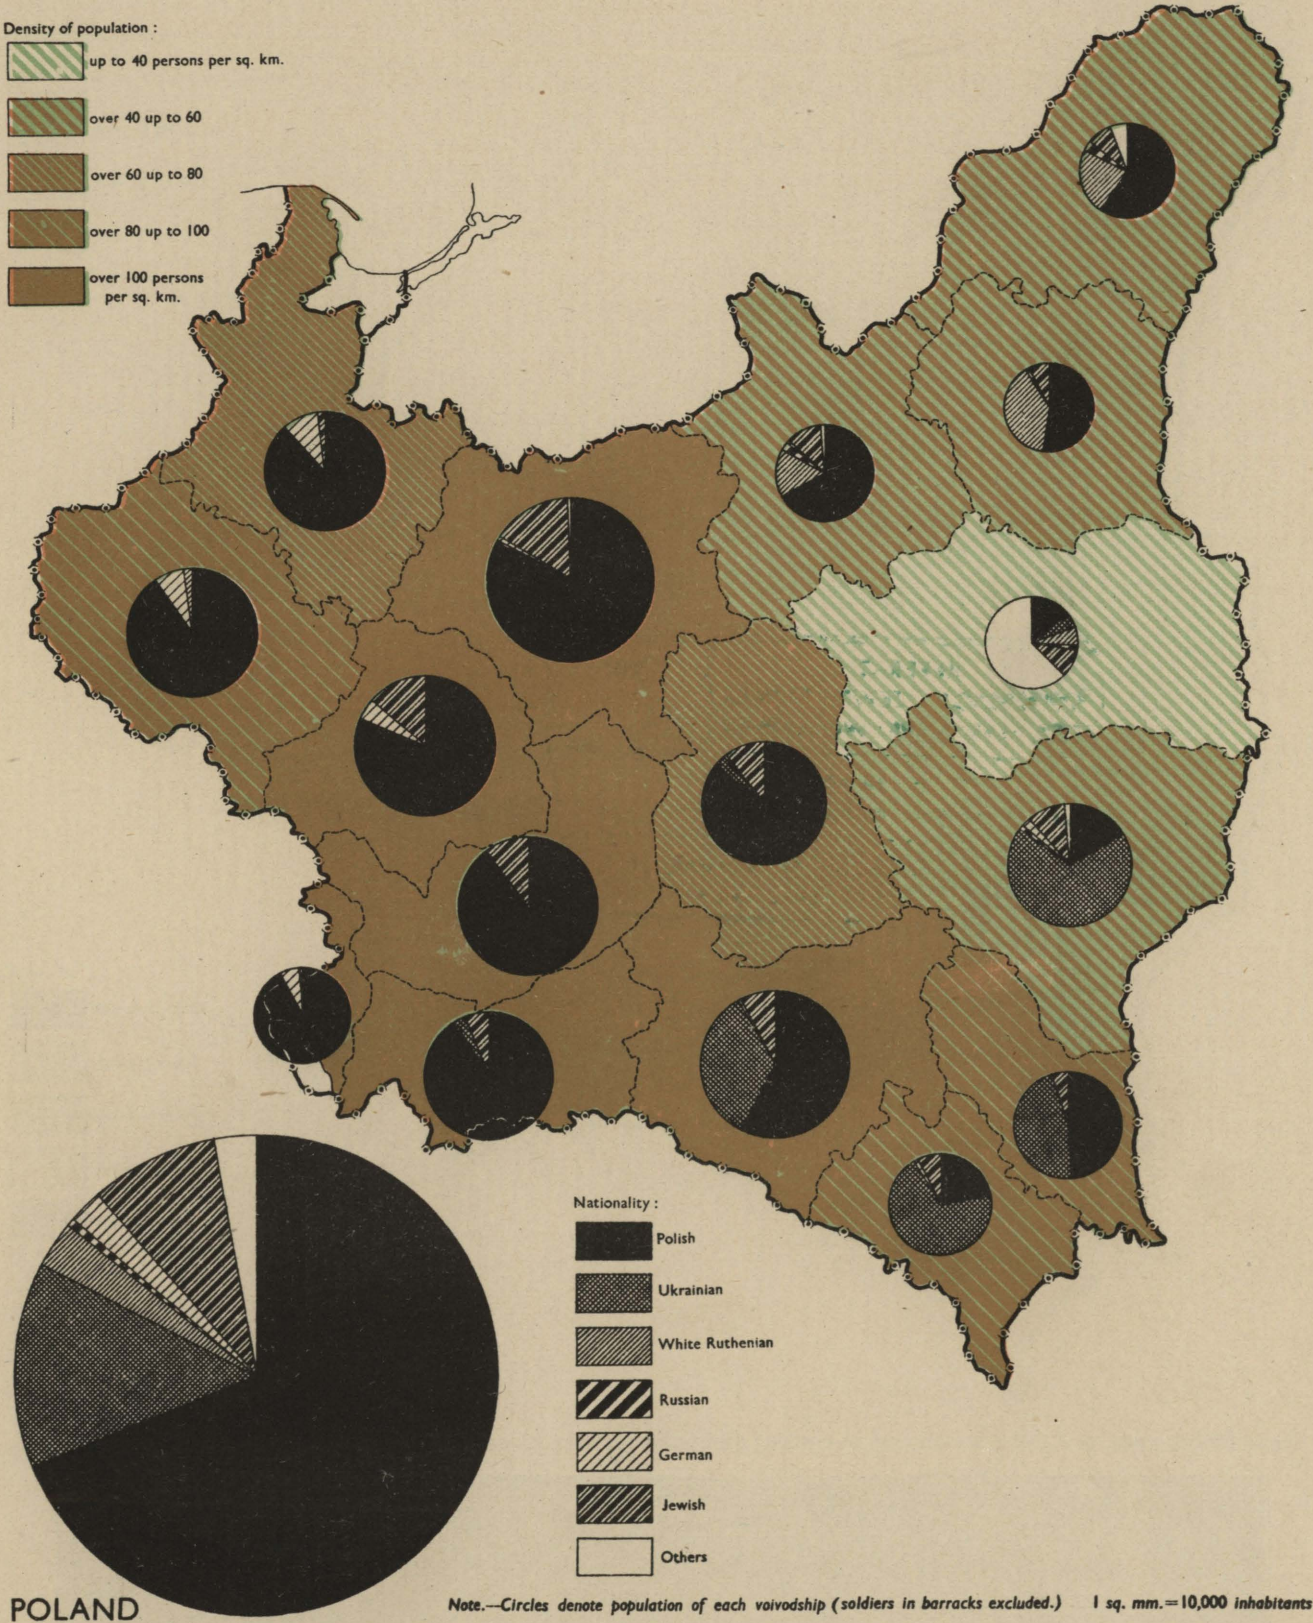 Density of population :
up to 40 persons per sq. km.
over 40 up to 60
over 60 up to 80
over 80 up to 100
over 100 persons
per sq. km.
Nationality :
Polish
Ukrainian
White Ruthenian
Russian
German
Jewish
Others
POLAND
Note.—Circles denote population of each voivodship (soldiers in barracks excluded.) 1 sq. mm.=10,000 inhabitants